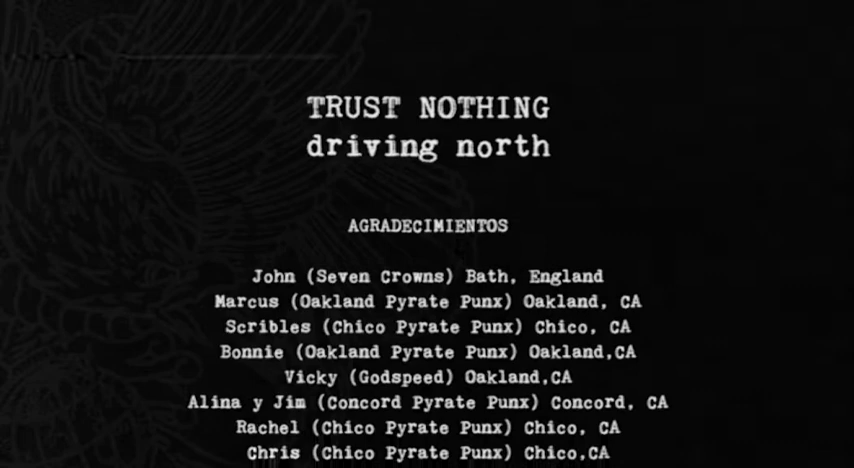 TRUST NOTHING
driving north
AGRADECIMIENTOS
John (Seven Crowns) Bath, England
Marcus (Oakland Pyrate Punx) Oakland, CA
Scribles (Chico Pyrate Punx) Chico, CA
Bonnie (Oakland Pyrate Punx) Oakland,CA
Vicky (Godspeed) Oakland,CA
Alina y Jim (Concord Pyrate Punx) Concord, CA
Rachel (Chico Pyrate Punx) Chico, CA
Chris (Chico Pyrate Punx) Chico,CA